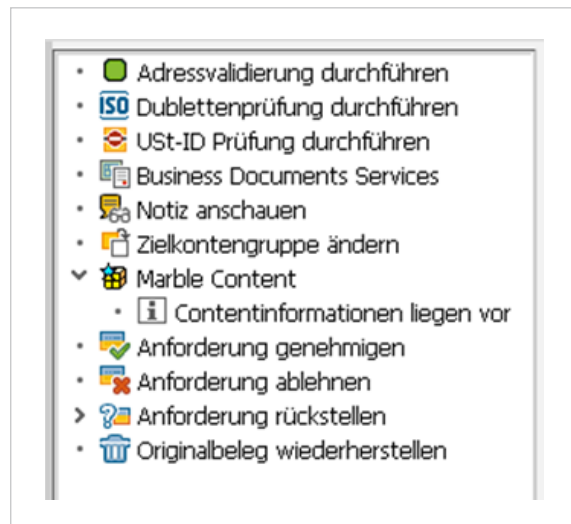 Adressvalidierung durchführen
ISO Dublettenprüfung durchführen
USt-ID Prüfung durchführen
Business Documents Services
Notiz anschauen
Zielkontengruppe ändern
Marble Content
i Contentinformationen liegen vor
Anforderung genehmigen
Anforderung ablehnen
Anforderung rückstellen
Originalbeleg wiederherstellen